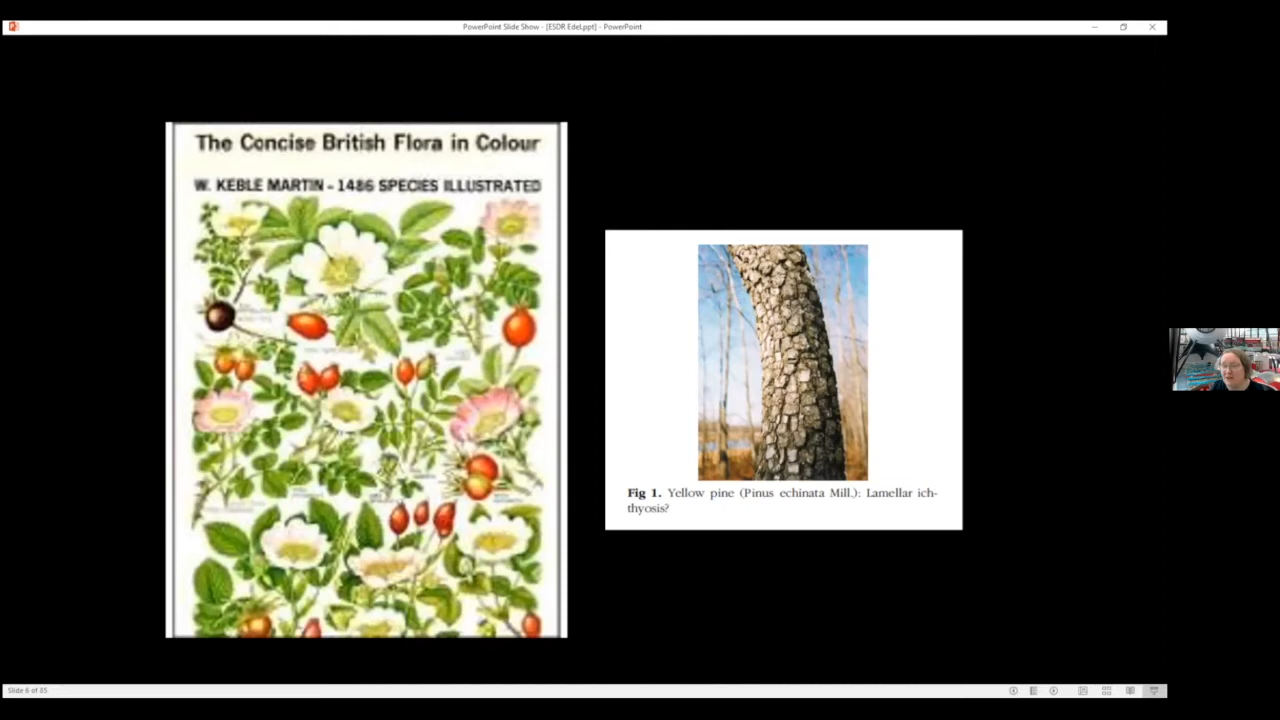 PowerPoint Slide Show - [ESDR Edel.ppt] - PowerPoint
The Concise British Flora in Colour
W. KEBLE MARTIN - 1486 SPECIES ILLUSTRATED
Fig 1. Yellow pine (Pinus echinata Mill.): Lamellar ich-
thyosis?
Slide 6 of 85